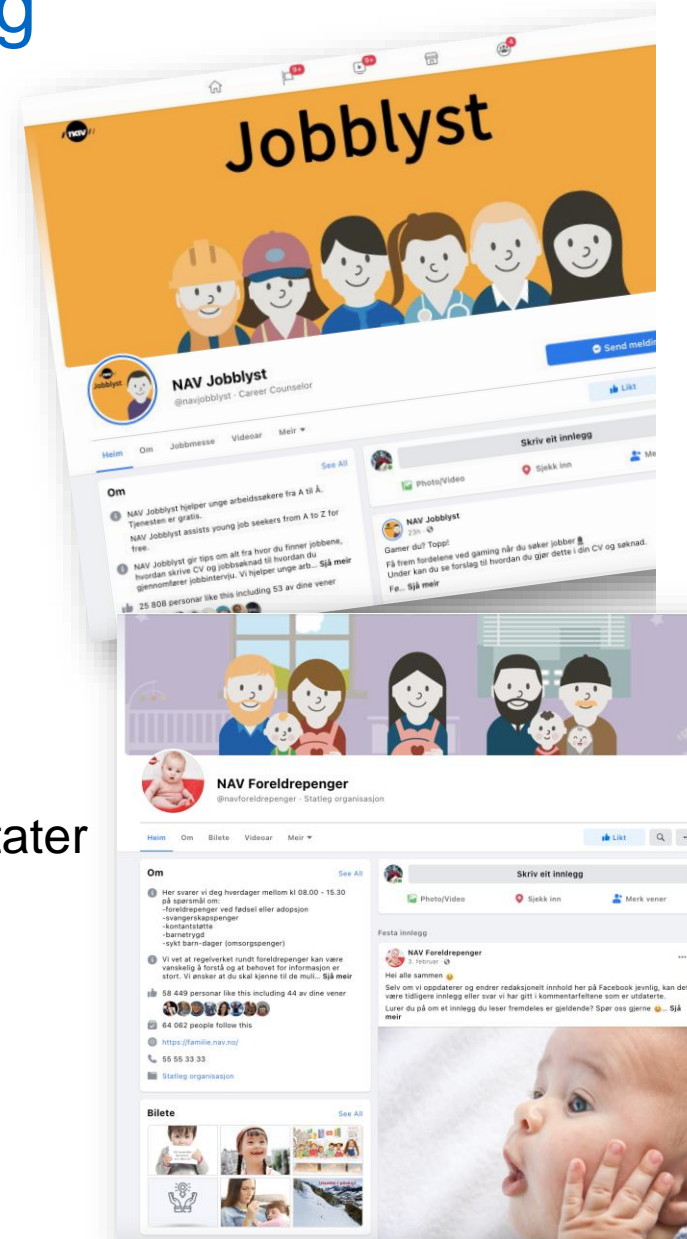 g
9+
9+
4
NAV
Jobblyst
Jobblyst
NAV Jobblyst
@navjobblyst · Career Counselor
Send meldin
Likt
Heim Om Jobbmesse Videoar Meir
Om
See All
NAV Jobblyst hjelper unge arbeidssøkere fra A til Å.
Tjenesten er gratis.
NAV Jobblyst assists young job seekers from A to Z for
free.
NAV Jobblyst gir tips om alt fra hvor du finner jobbene,
hvordan skrive CV og jobbsøknad til hvordan du
gjennomfører jobbintervju. Vi hjelper unge arb... Sjå meir
25 808 personar like this including 53 av dine vener
Skriv eit innlegg
Photo/Video Sjekk inn Me
NAV Jobblyst
23h
Gamer du? Topp!
Få frem fordelene ved gaming når du søker jobber
Under kan du se forslag til hvordan du gjør dette i din CV og søknad.
Fø... Sjå meir
tater
NAV Foreldrepenger
@navforeldrepenger · Statleg organisasjon
Heim Om Bilete Videoar Meir
Likt
Om
See All
Her svarer vi deg hverdager mellom kl 08.00 - 15.30
på spørsmål om:
-foreldrepenger ved fødsel eller adopsjon
-svangerskapspenger
-kontantstøtte
-barnetrygd
-sykt barn-dager (omsorgspenger)
Vi vet at regelverket rundt foreldrepenger kan være
vanskelig å forstå og at behovet for informasjon er
stort. Vi ønsker at du skal kjenne til de muli... Sjå meir
58 449 personar like this including 44 av dine vener
64 062 people follow this
https://familie.nav.no/
55 55 33 33
Statleg organisasjon
Bilete
See All
Skriv eit innlegg
Photo/Video Sjekk inn Merk vener
Festa innlegg
NAV Foreldrepenger
3. februar
Hei alle sammen
Selv om vi oppdaterer og endrer redaksjonelt innhold her på Facebook jevnlig, kan det
være tidligere innlegg eller svar vi har gitt i kommentarfeltene som er utdaterte.
Lurer du på om et innlegg du leser fremdeles er gjeldende? Spør oss gjerne ... Sjå
meir